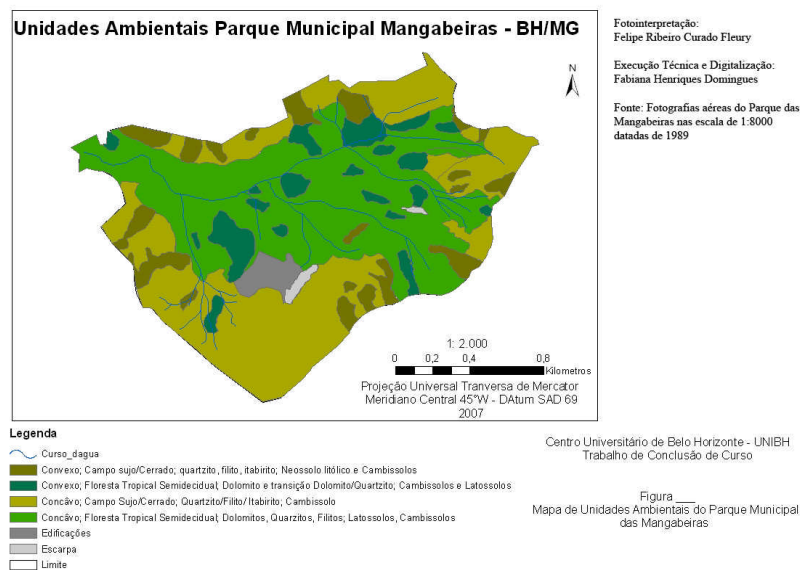 Unidades Ambientais Parque Municipal Mangabeiras - BH/MG
N
1: 2.000
0 0,2 0,4 0,8
Kilometros
Projeção Universal Tranversa de Mercator
Meridiano Central 45°W - DAtum SAD 69
2007
Fotointerpretação:
Felipe Ribeiro Curado Fleury
Execução Técnica e Digitalização:
Fabiana Henriques Domingues
Fonte: Fotografias aéreas do Parque das
Mangabeiras nas escala de 1:8000
datadas de 1989
Legenda
Curso_dagua
Convexo; Campo sujo/Cerrado; quartzito, filito, itabirito; Neossolo litólico e Cambissolos
Convexo; Floresta Tropical Semidecidual; Dolomito e transição Dolomito/Quartzito; Cambissolos e Latossolos
Concâvo; Campo Sujo/Cerrado; Quartzito/Filito/ Itabirito; Cambissolo
Concâvo; Floresta Tropical Semidecidual; Dolomitos, Quarzitos, Filitos; Latossolos, Cambissolos
Edificações
Escarpa
Limite
Centro Universitário de Belo Horizonte - UNIBH
Trabalho de Conclusão de Curso
Figura ___
Mapa de Unidades Ambientais do Parque Municipal
das Mangabeiras